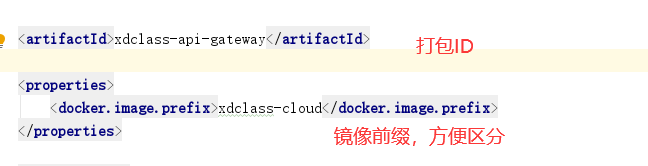 <artifactId>xdclass-api-gateway</artifactId>
打包ID
<properties>
<docker.image.prefix>xdclass-cloud</docker.image.prefix>
</properties>
镜像前缀，方便区分